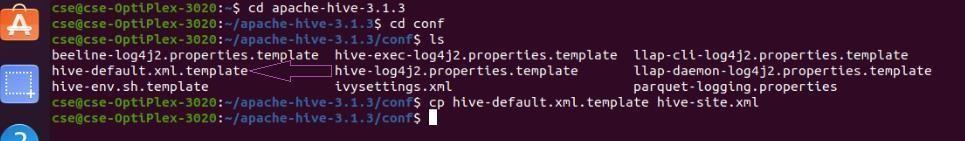 cse@cse-OptiPlex-3020:~$ cd apache-hive-3.1.3
cse@cse-OptiPlex-3020:~/apache-hive-3.1.3$ cd conf
cse@cse-OptiPlex-3020:~/apache-hive-3.1.3/conf$ ls
beeline-log4j2.properties.template  hive-exec-log4j2.properties.template  llap-cli-log4j2.properties.template
hive-default.xml.template  hive-log4j2.properties.template  llap-daemon-log4j2.properties.template
hive-env.sh.template  ivysettings.xml  parquet-logging.properties
cse@cse-OptiPlex-3020:~/apache-hive-3.1.3/conf$ cp hive-default.xml.template hive-site.xml
cse@cse-OptiPlex-3020:~/apache-hive-3.1.3/conf$